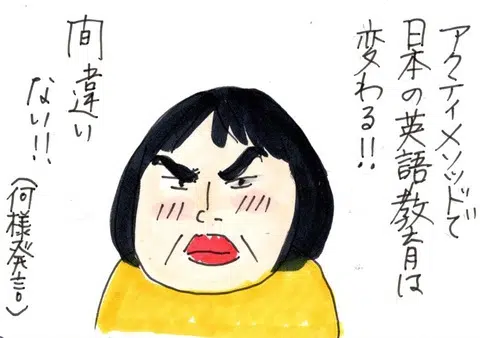 アクティメソッドで
日本の英語教育は
変わる!!
間違い
ない!!
(何様発言。)